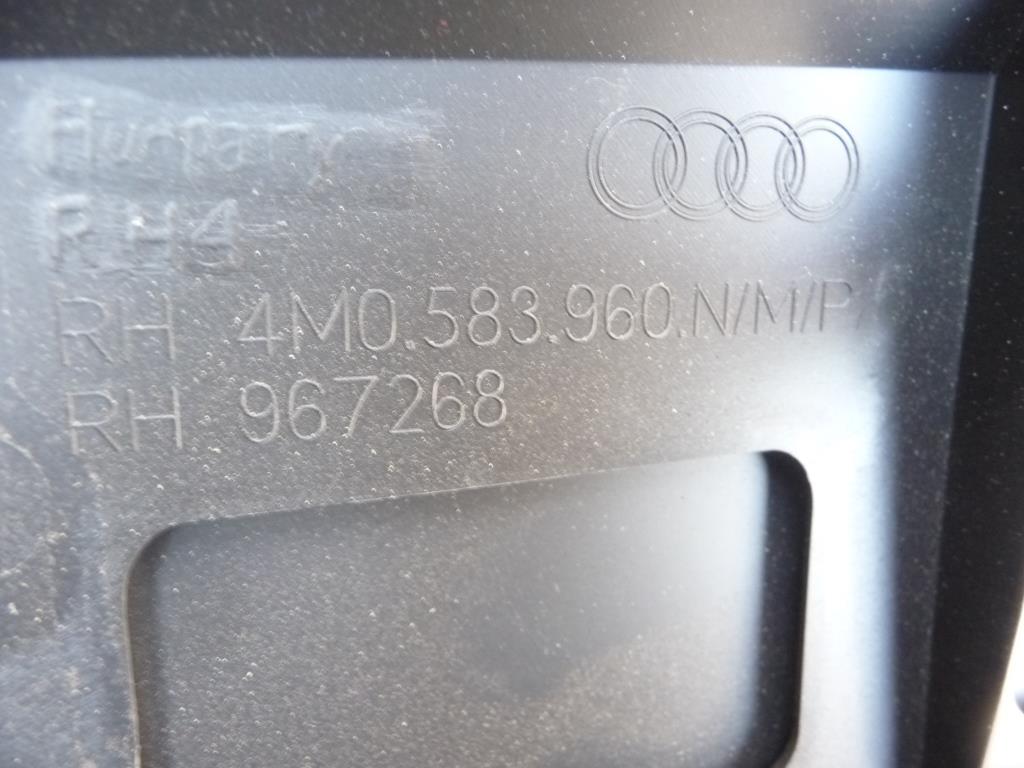 Hungary
RH4
RH 4M0.583.960.N/M/P/
RH 967268